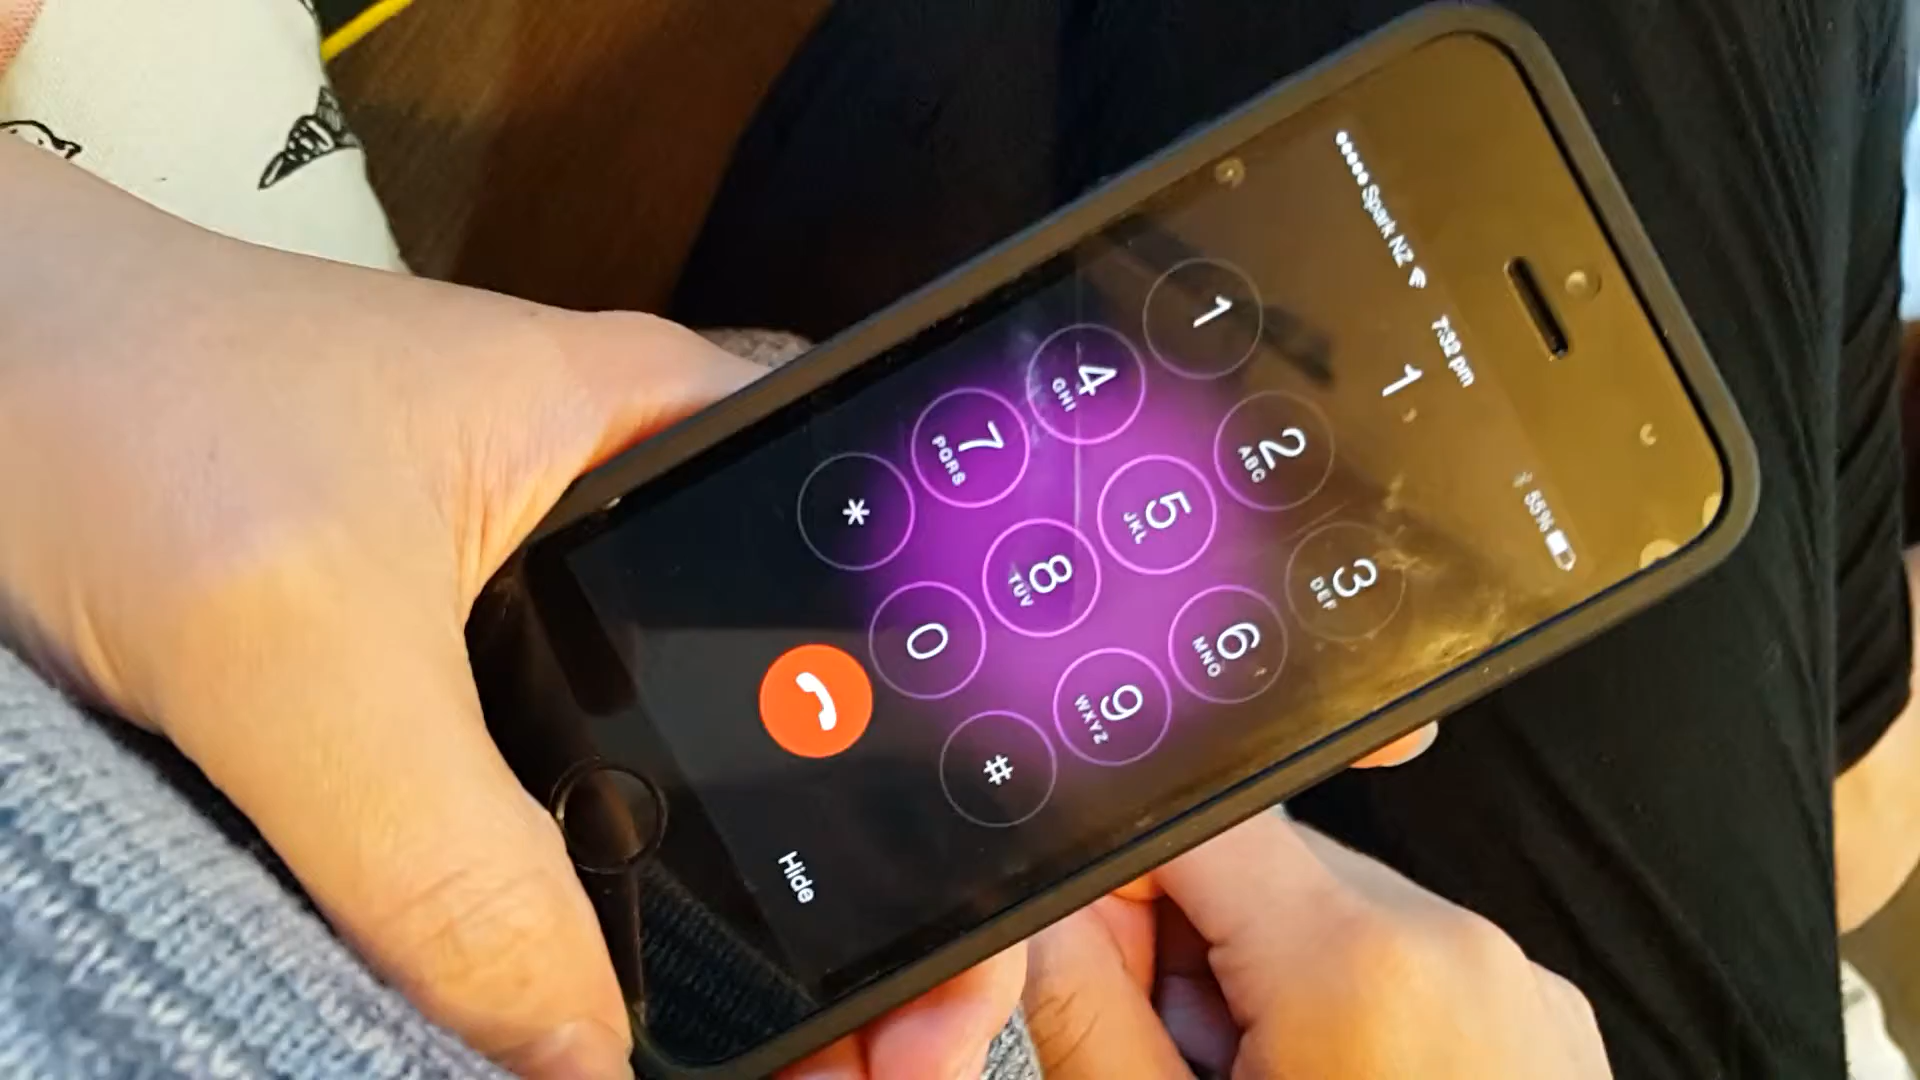 ●●●●● Spark NZ 7:32 pm 55%
1
1
2 ABC
3 DEF
4 GHI
5 JKL
6 MNO
7 PQRS
8 TUV
9 WXYZ
*
0
#
Hide